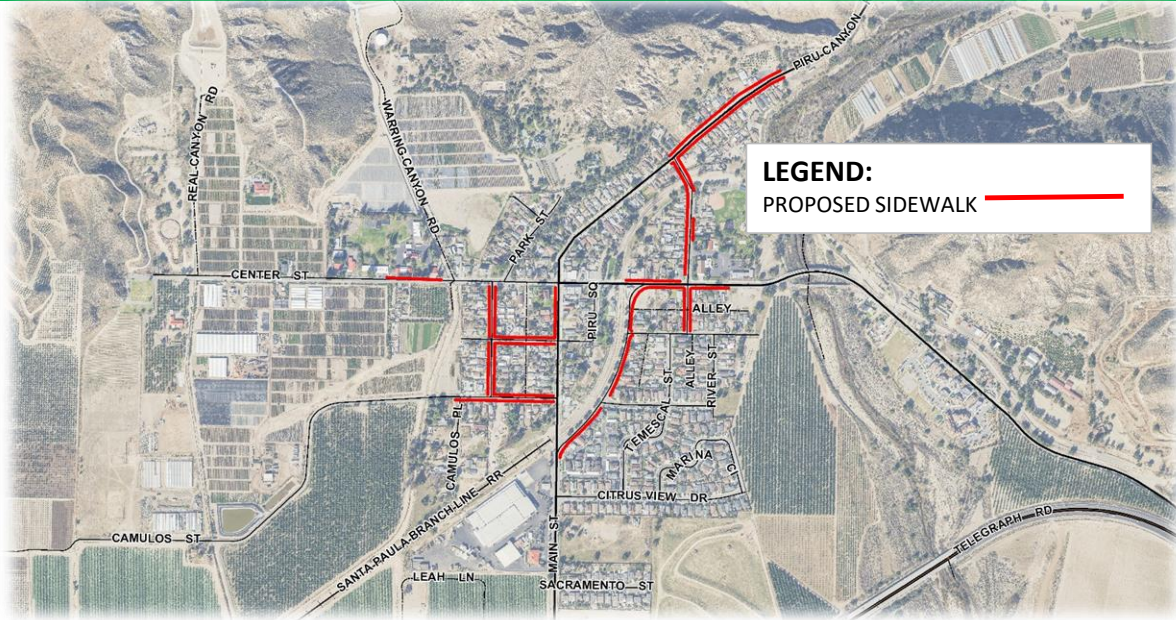 PIRU-CANYON
REAL-CANYON RD
WARRING-CANYON RD
LEGEND:
PROPOSED SIDEWALK
PARK ST
CENTER ST
PIRU SQ
ALLEY
ALLEY
RIVER ST
TEMESCAL ST
CAMULOS PL
MARINA CI
CITRUS VIEW DR
SANTA-PAULA-BRANCH-LINE-RR
MAIN ST
TELEGRAPH RD
CAMULOS ST
LEAH LN
SACRAMENTO ST